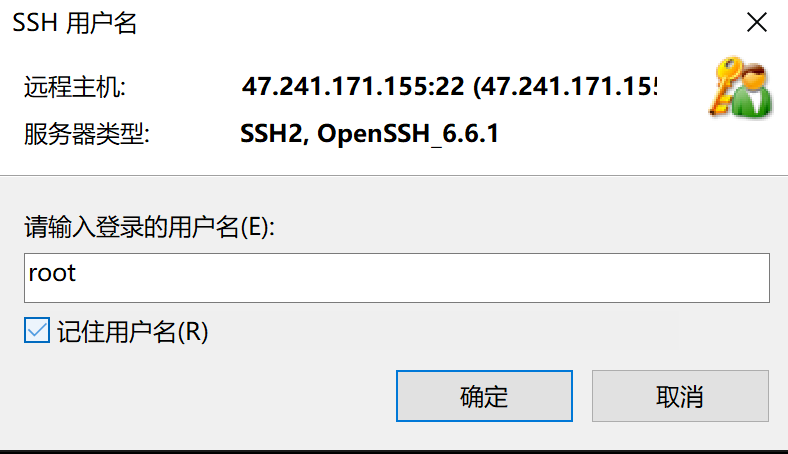 SSH 用户名
远程主机: 47.241.171.155:22 (47.241.171.15
服务器类型: SSH2, OpenSSH_6.6.1
请输入登录的用户名(E):
root
记住用户名(R)
确定 取消